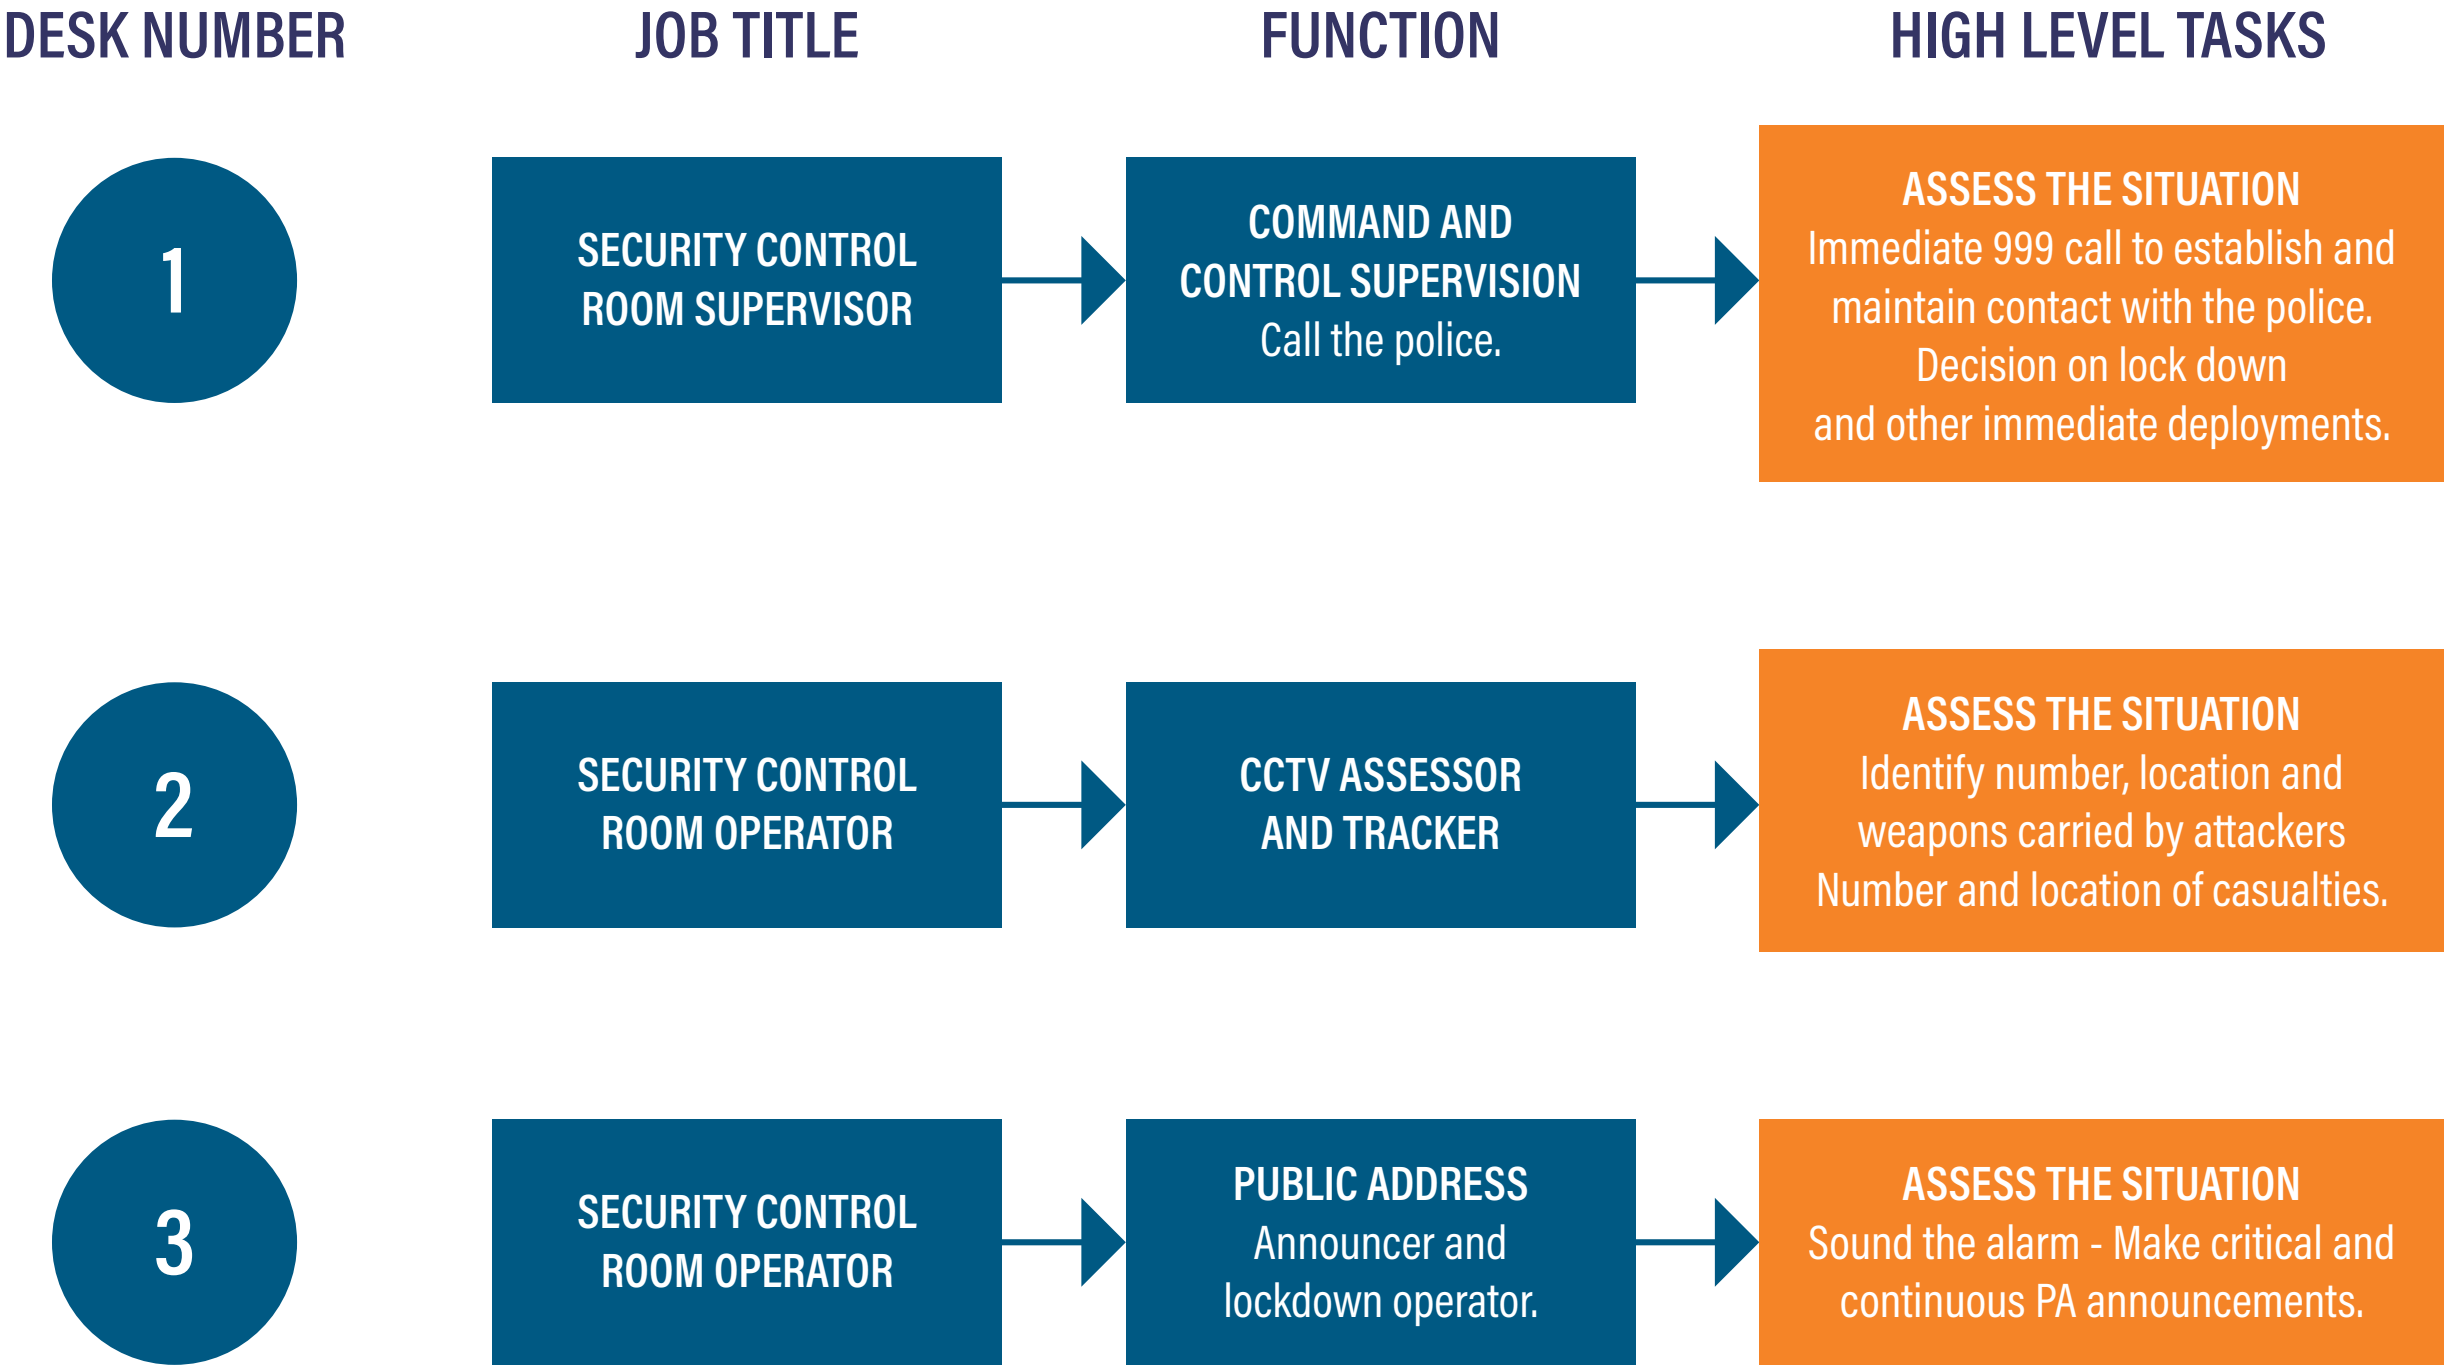 DESK NUMBER
JOB TITLE
FUNCTION
HIGH LEVEL TASKS
1
SECURITY CONTROL
ROOM SUPERVISOR
COMMAND AND
CONTROL SUPERVISION
Call the police.
ASSESS THE SITUATION
Immediate 999 call to establish and
maintain contact with the police.
Decision on lock down
and other immediate deployments.
2
SECURITY CONTROL
ROOM OPERATOR
CCTV ASSESSOR
AND TRACKER
ASSESS THE SITUATION
Identify number, location and
weapons carried by attackers
Number and location of casualties.
3
SECURITY CONTROL
ROOM OPERATOR
PUBLIC ADDRESS
Announcer and
lockdown operator.
ASSESS THE SITUATION
Sound the alarm - Make critical and
continuous PA announcements.